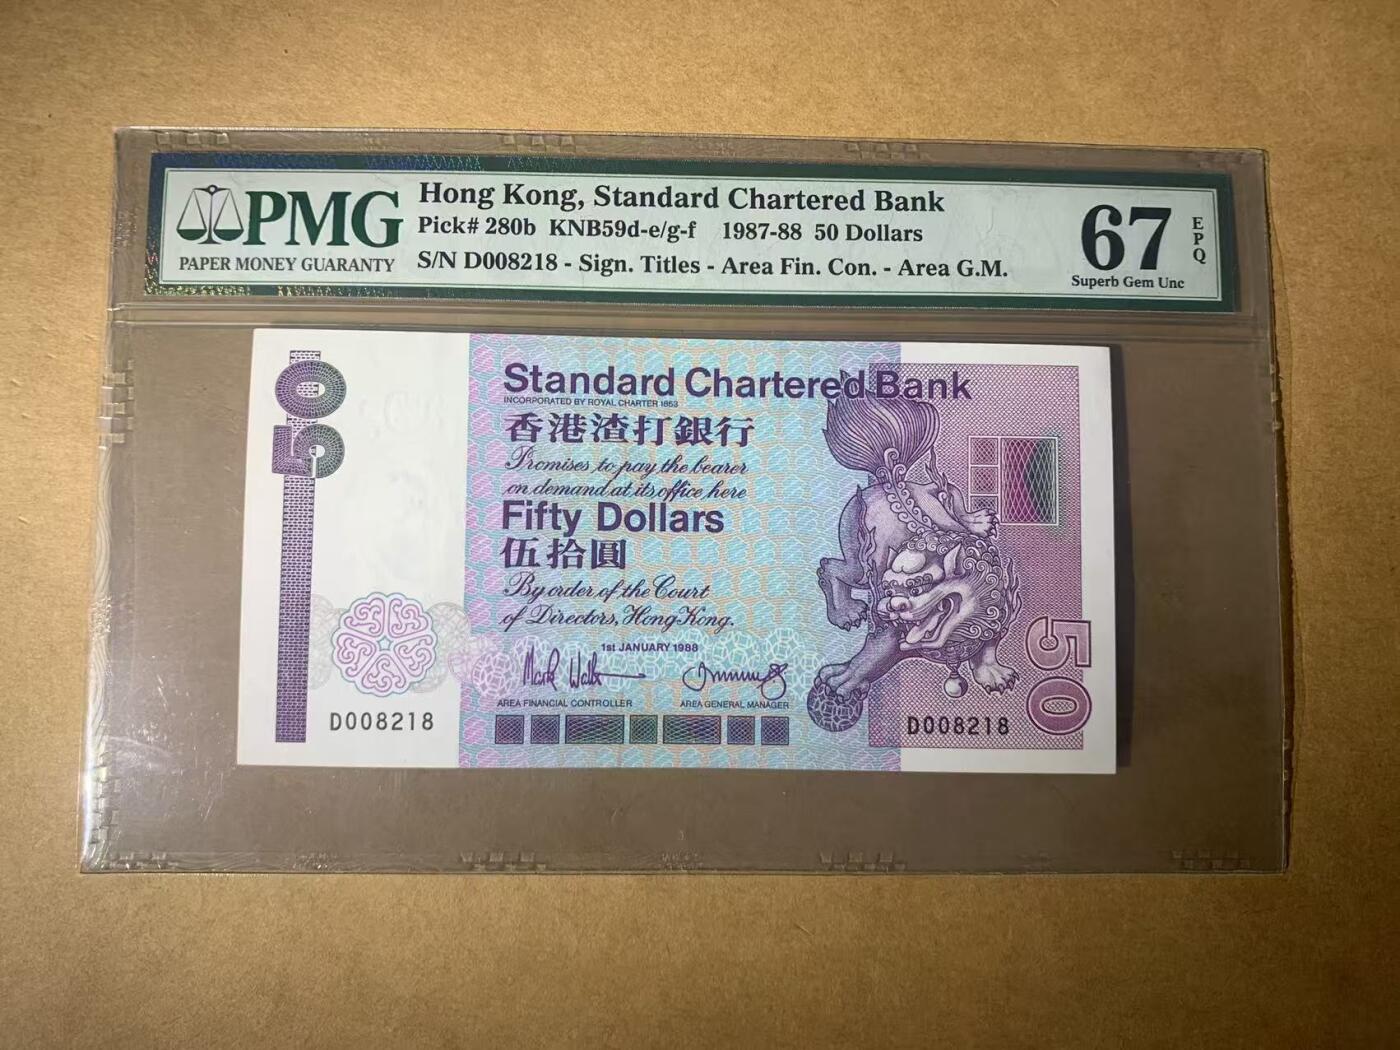 PMG
PAPER MONEY GUARANTY
Hong Kong, Standard Chartered Bank
Pick# 280b KNB59d-e/g-f 1987-88 50 Dollars
S/N D008218 - Sign. Titles - Area Fin. Con. - Area G.M.
67
EPQ
Superb Gem Unc
50
Standard Chartered Bank
INCORPORATED BY ROYAL CHARTER 1853
香港渣打銀行
Promises to pay the bearer
on demand at its office here
Fifty Dollars
伍拾圓
By order of the Court
of Directors, Hong Kong.
1st JANUARY 1988
AREA FINANCIAL CONTROLLER
AREA GENERAL MANAGER
D008218
D008218
50